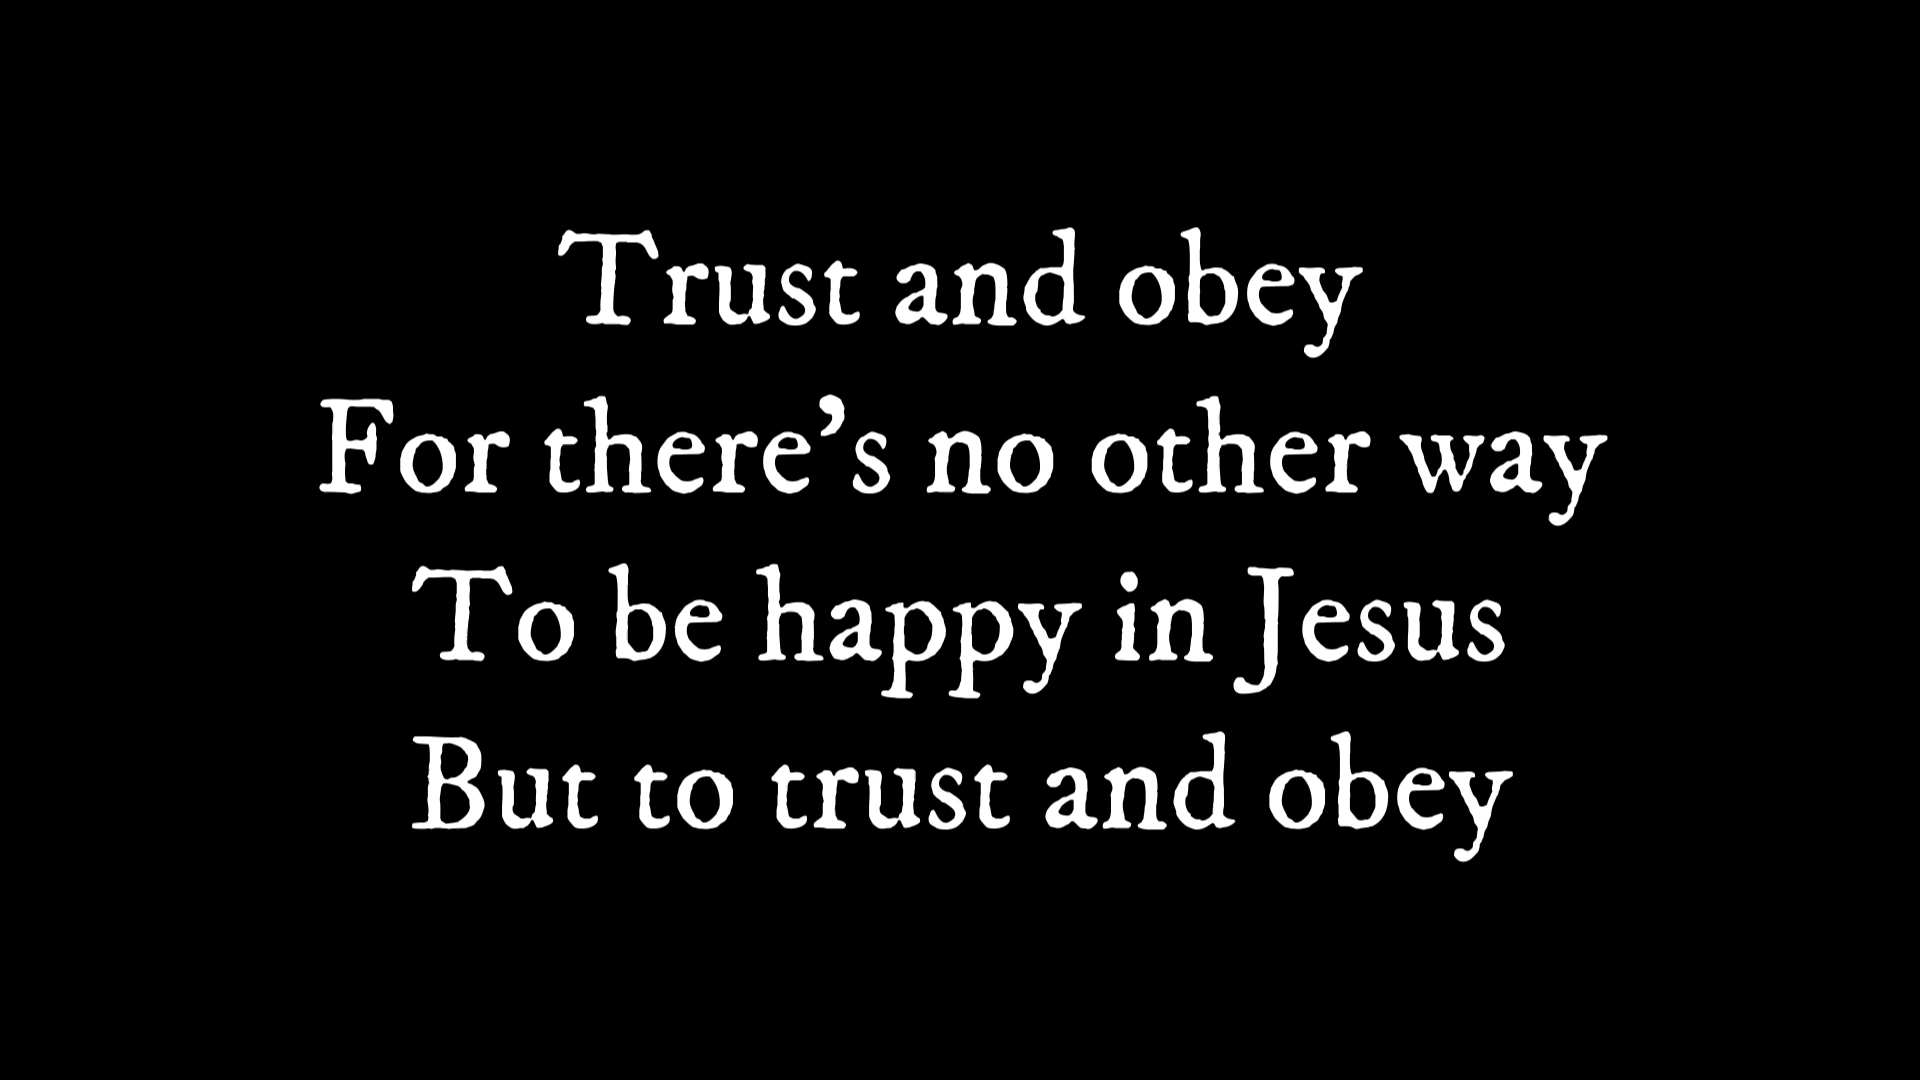 Trust and obey
For there’s no other way
To be happy in Jesus
But to trust and obey